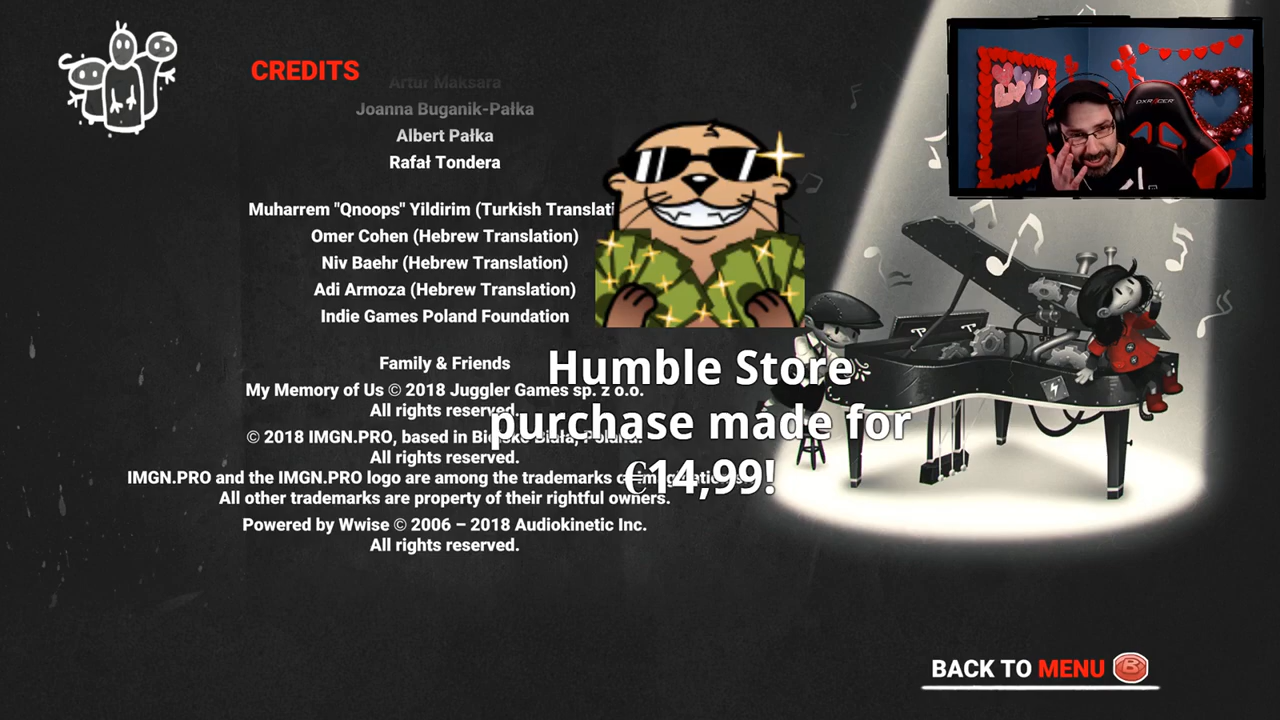 CREDITS
Artur Maksara
Joanna Buganik-Pałka
Albert Pałka
Rafał Tondera
Muharrem "Qnoops" Yildirim (Turkish Translati
Omer Cohen (Hebrew Translation)
Niv Baehr (Hebrew Translation)
Adi Armoza (Hebrew Translation)
Indie Games Poland Foundation
Family & Friends
My Memory of Us © 2018 Juggler Games sp. z o.o.
All rights reserved.
© 2018 IMGN.PRO, based in Bielsko-Biała, Poland.
All rights reserved.
IMGN.PRO and the IMGN.PRO logo are among the trademarks
All other trademarks are property of their rightful owners.
Powered by Wwise © 2006 – 2018 Audiokinetic Inc.
All rights reserved.
Humble Store
purchase made for
€14,99!
DXRACER
BACK TO MENU B